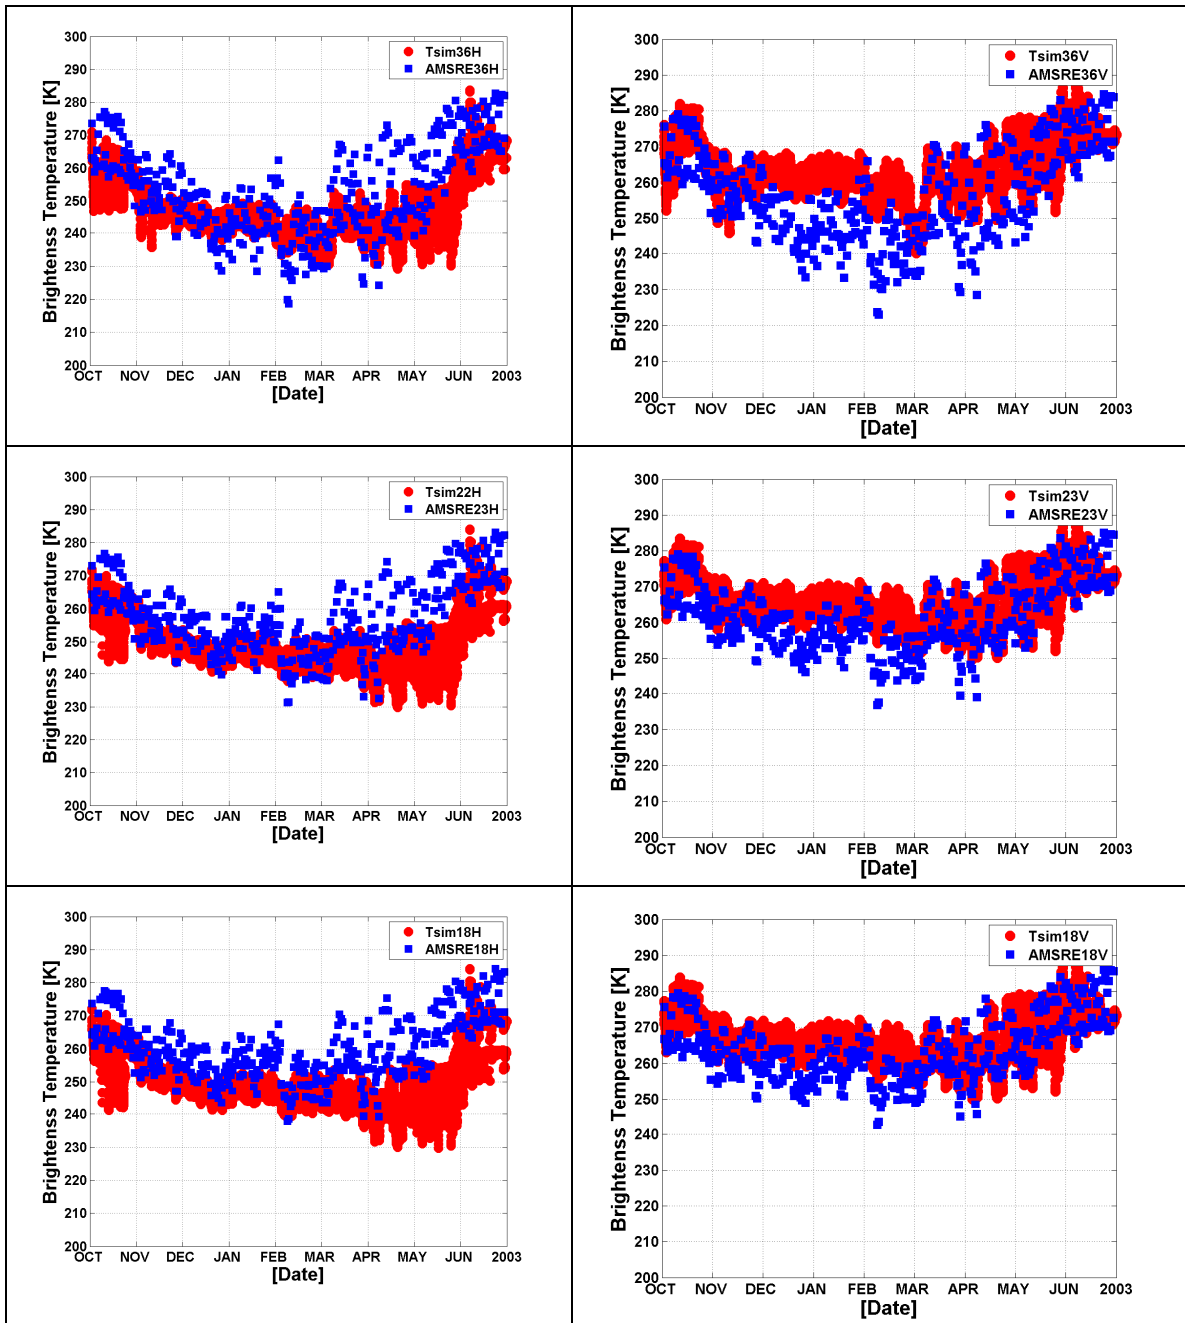 300
290
280
270
260
250
240
230
220
210
200
Brightenss Temperature [K]
Tsim36H
AMSRE36H
OCT NOV DEC JAN FEB MAR APR MAY JUN 2003
[Date]
300
290
280
270
260
250
240
230
220
210
200
Brightenss Temperature [K]
Tsim36V
AMSRE36V
OCT NOV DEC JAN FEB MAR APR MAY JUN 2003
[Date]
300
290
280
270
260
250
240
230
220
210
200
Brightenss Temperature [K]
Tsim22H
AMSRE23H
OCT NOV DEC JAN FEB MAR APR MAY JUN 2003
[Date]
300
290
280
270
260
250
240
230
220
210
200
Brightenss Temperature [K]
Tsim23V
AMSRE23V
OCT NOV DEC JAN FEB MAR APR MAY JUN 2003
[Date]
300
290
280
270
260
250
240
230
220
210
200
Brightenss Temperature [K]
Tsim18H
AMSRE18H
OCT NOV DEC JAN FEB MAR APR MAY JUN 2003
[Date]
300
290
280
270
260
250
240
230
220
210
200
Brightenss Temperature [K]
Tsim18V
AMSRE18V
OCT NOV DEC JAN FEB MAR APR MAY JUN 2003
[Date]